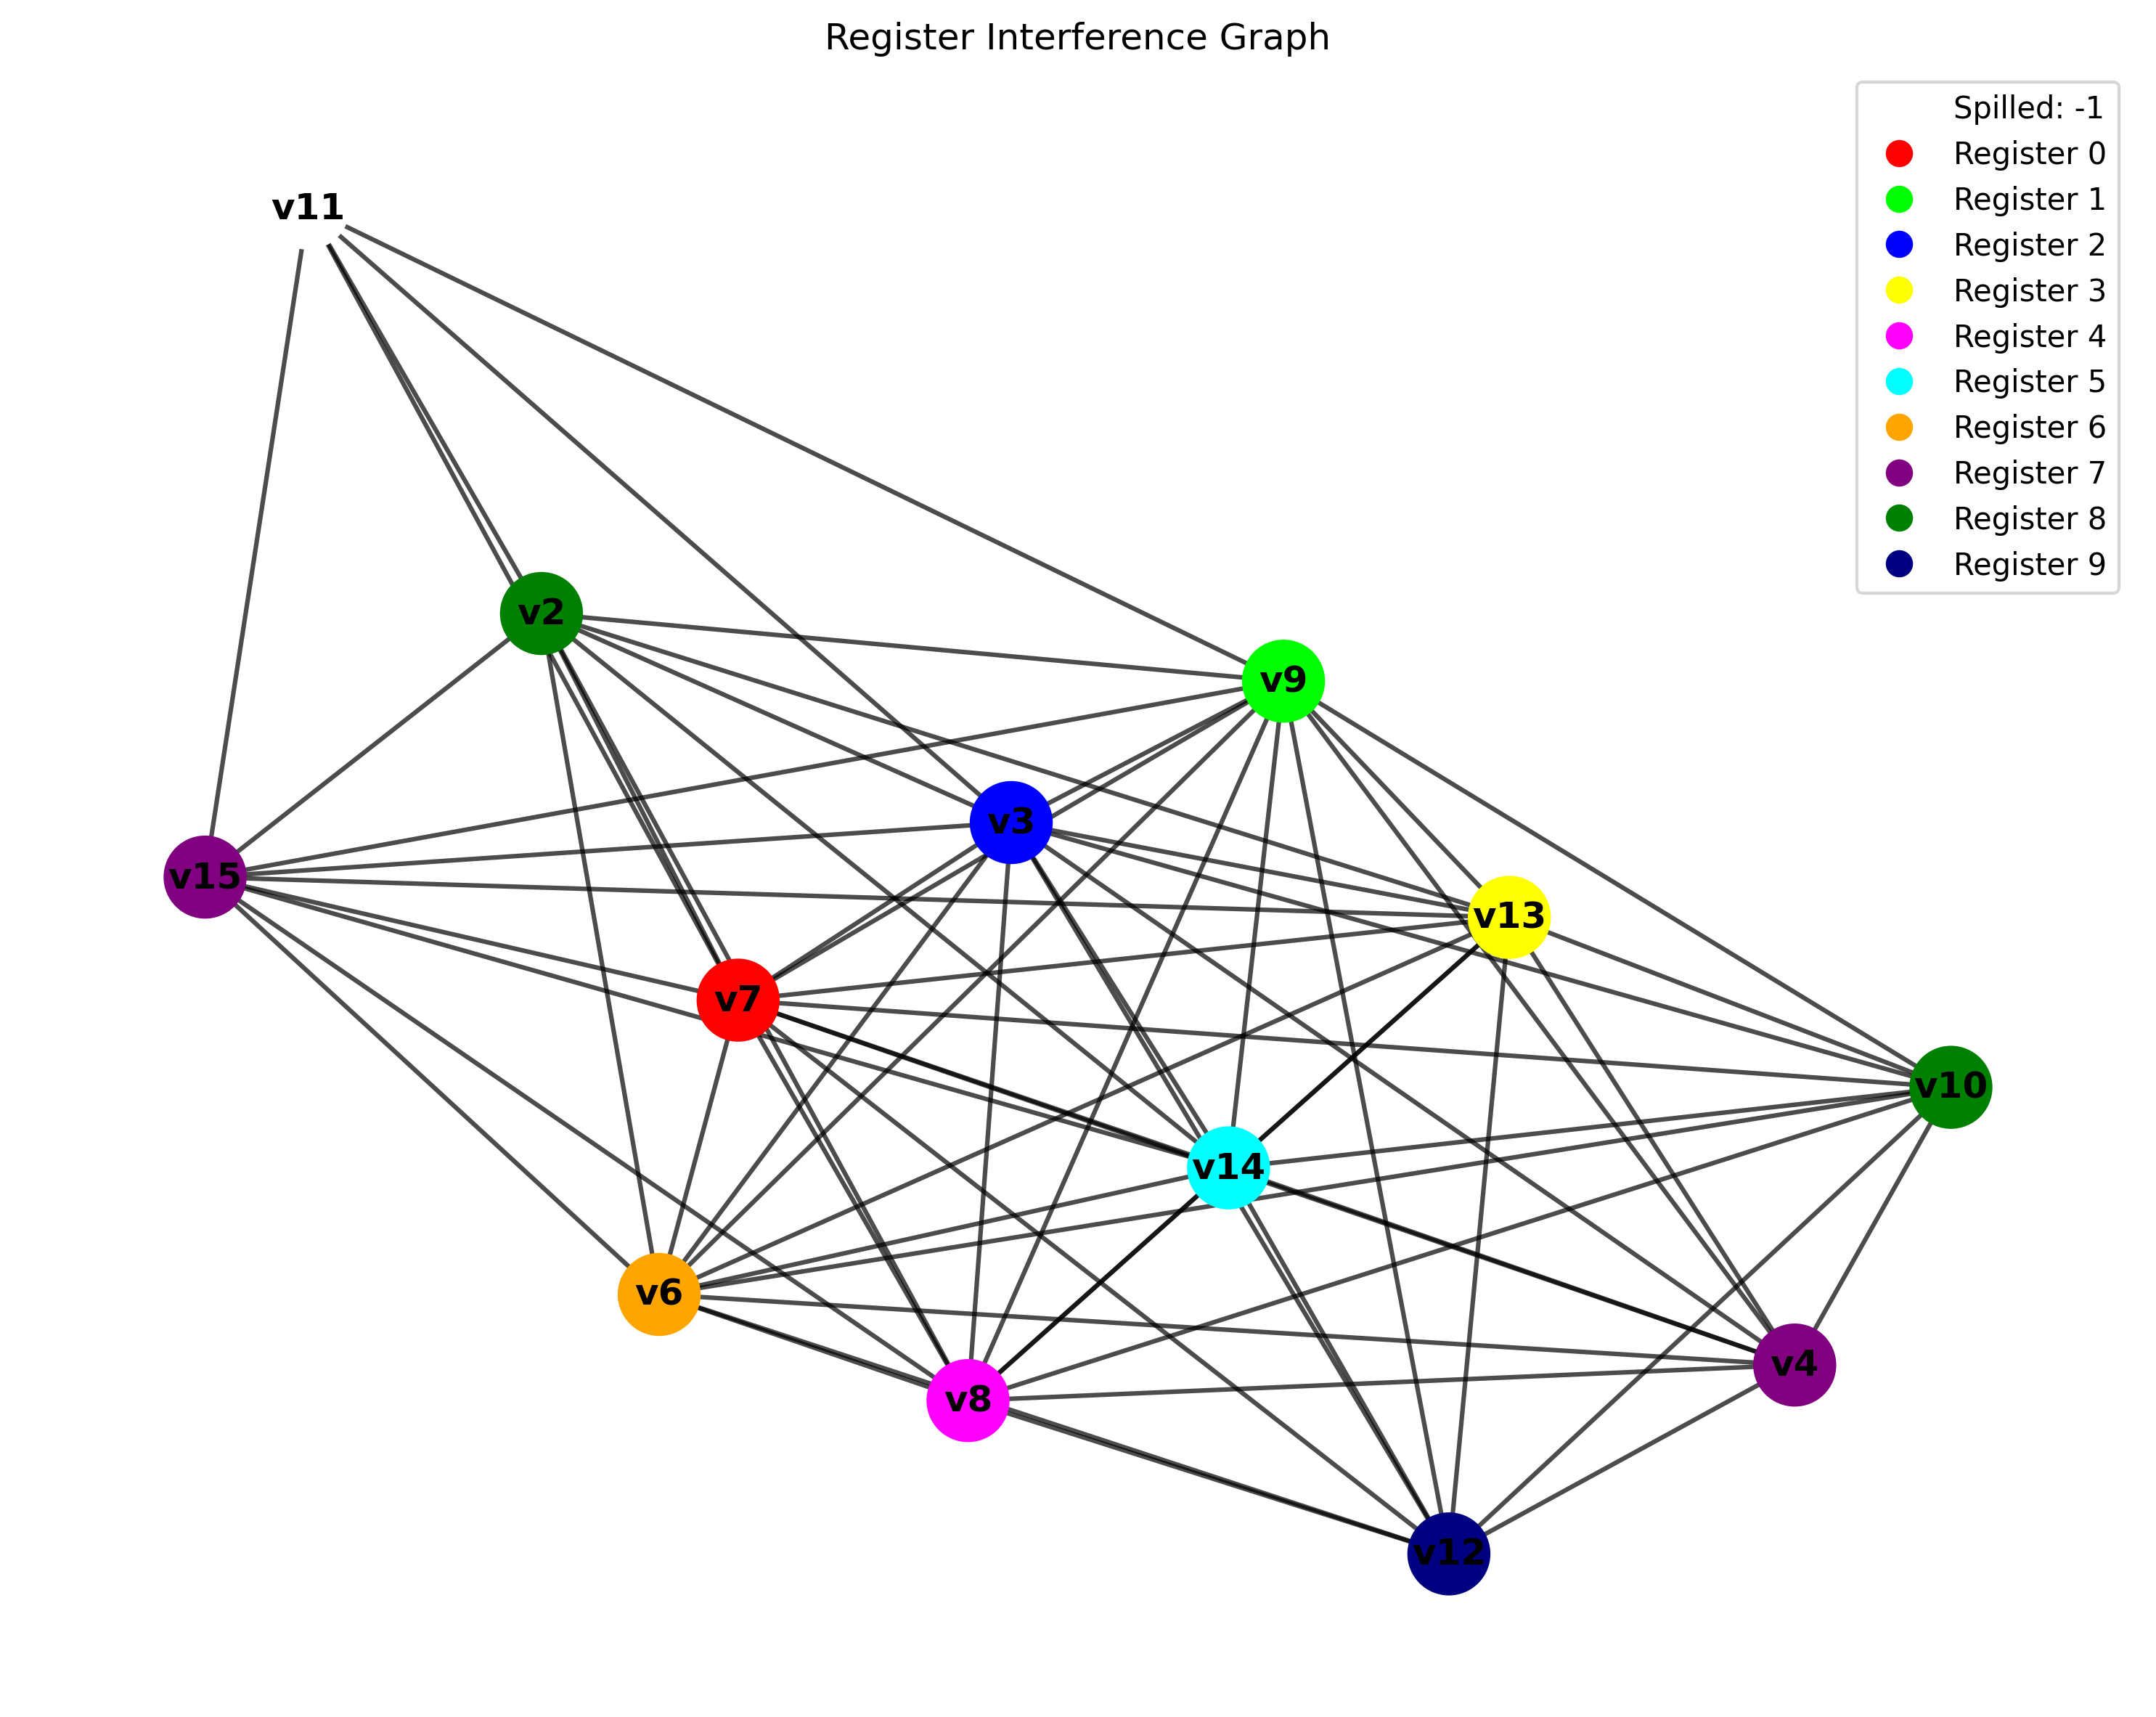 Register Interference Graph
Spilled: -1
Register 0
Register 1
Register 2
Register 3
Register 4
Register 5
Register 6
Register 7
Register 8
Register 9
v11
v2
v9
v3
v15
v13
v7
v10
v14
v6
v4
v8
v12